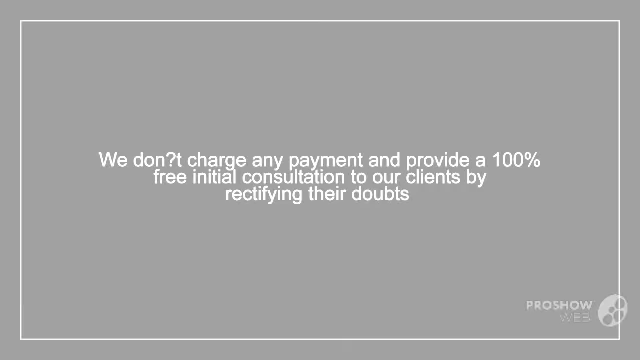 We don?t charge any payment and provide a 100%
free initial consultation to our clients by
rectifying their doubts
PROSHOW
WEB